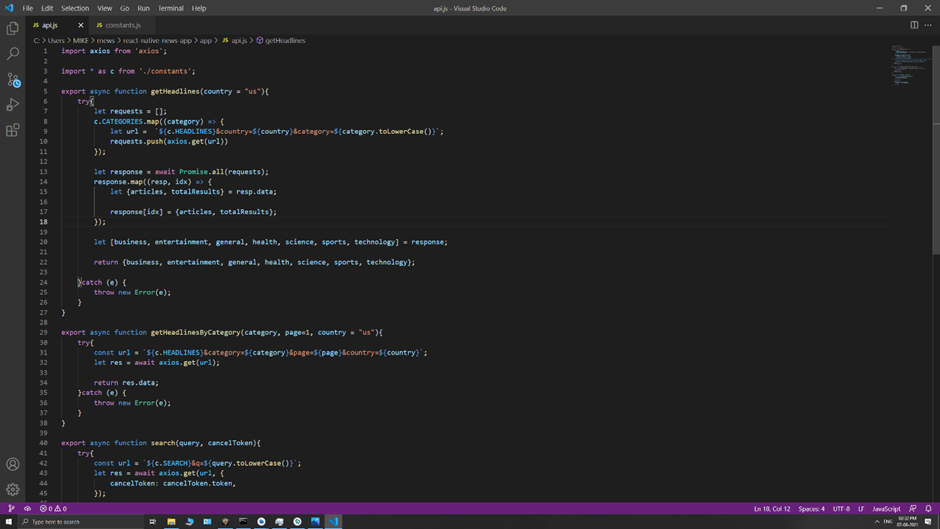 File Edit Selection View Go Run Terminal Help api.js - Visual Studio Code
api.js constants.js
C: > Users > MIKE > rnews > react-native-news-app > app > api.js > getHeadlines
1 import axios from 'axios';
2
3 import * as c from './constants';
4
5 export async function getHeadlines(country = "us"){
6 try{
7 let requests = [];
8 c.CATEGORIES.map((category) => {
9 let url = `${c.HEADLINES}&country=${country}&category=${category.toLowerCase()}`;
10 requests.push(axios.get(url))
11 });
12
13 let response = await Promise.all(requests);
14 response.map((resp, idx) => {
15 let {articles, totalResults} = resp.data;
16
17 response[idx] = {articles, totalResults};
18 });
19
20 let [business, entertainment, general, health, science, sports, technology] = response;
21
22 return {business, entertainment, general, health, science, sports, technology};
23
24 }catch (e) {
25 throw new Error(e);
26 }
27 }
28
29 export async function getHeadlinesByCategory(category, page=1, country = "us"){
30 try{
31 const url = `${c.HEADLINES}&category=${category}&page=${page}&country=${country}`;
32 let res = await axios.get(url);
33
34 return res.data;
35 }catch (e) {
36 throw new Error(e);
37 }
38 }
39
40 export async function search(query, cancelToken){
41 try{
42 const url = `${c.SEARCH}&q=${query.toLowerCase()}`;
43 let res = await axios.get(url, {
44 cancelToken: cancelToken.token,
45 });
0 0 Ln 18, Col 12 Spaces: 4 UTF-8 LF JavaScript
Type here to search ENG 02:32 PM
07-06-2021